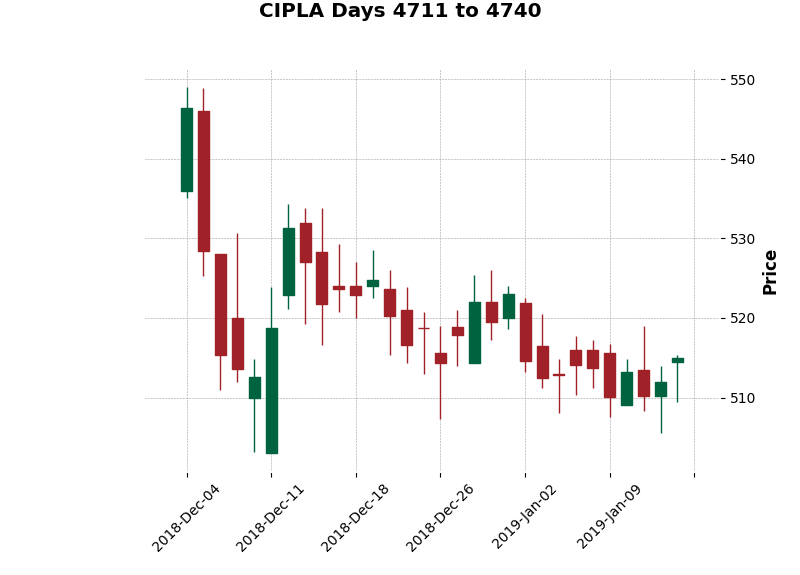 CIPLA Days 4711 to 4740
550
540
530
520
510
Price
2018-Dec-04
2018-Dec-11
2018-Dec-18
2018-Dec-26
2019-Jan-02
2019-Jan-09